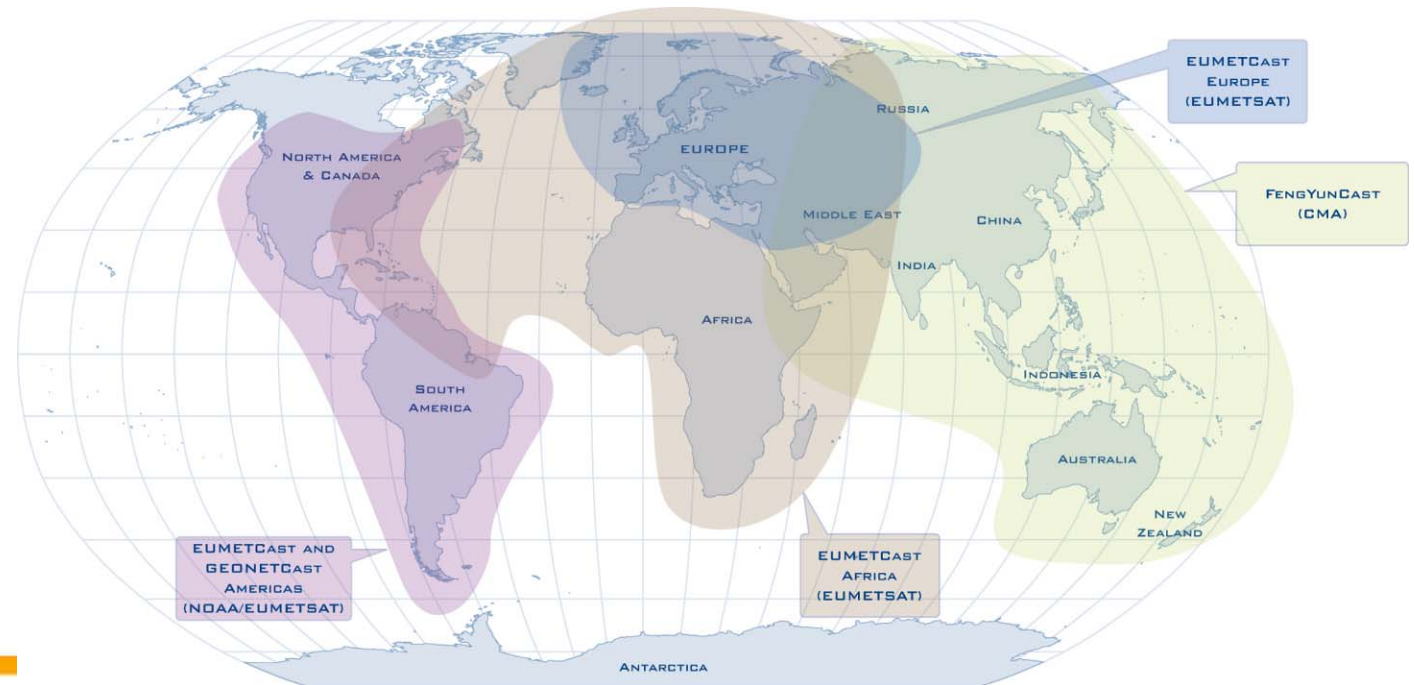 EUMETCast
Europe
(EUMETSAT)
Russia
North America
& Canada
EUROPE
FengYunCast
(CMA)
Middle East
China
India
Africa
Indonesia
South
America
Australia
New
Zealand
EUMETCast and
GEONETCast
Americas
(NOAA/EUMETSAT)
EUMETCast
Africa
(EUMETSAT)
Antarctica